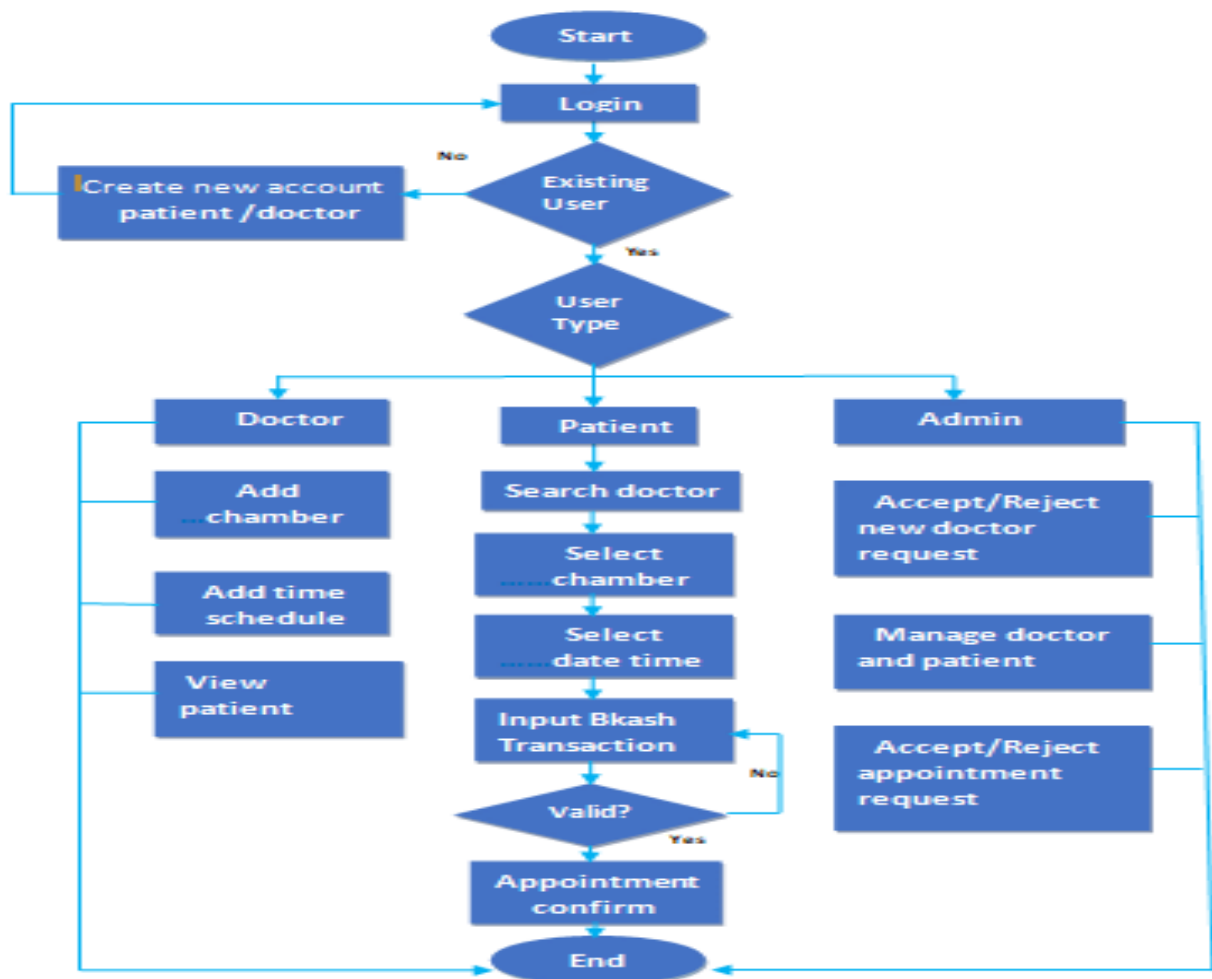 Start
Login
No
Create new account
patient /doctor
Existing
User
Yes
User
Type
Doctor
Patient
Admin
Add
...chamber
Search doctor
Accept/Reject
new doctor
request
Select
......chamber
Add time
schedule
Select
......date time
Manage doctor
and patient
View
patient
Input Bkash
Transaction
No
Accept/Reject
appointment
request
Valid?
Yes
Appointment
confirm
End